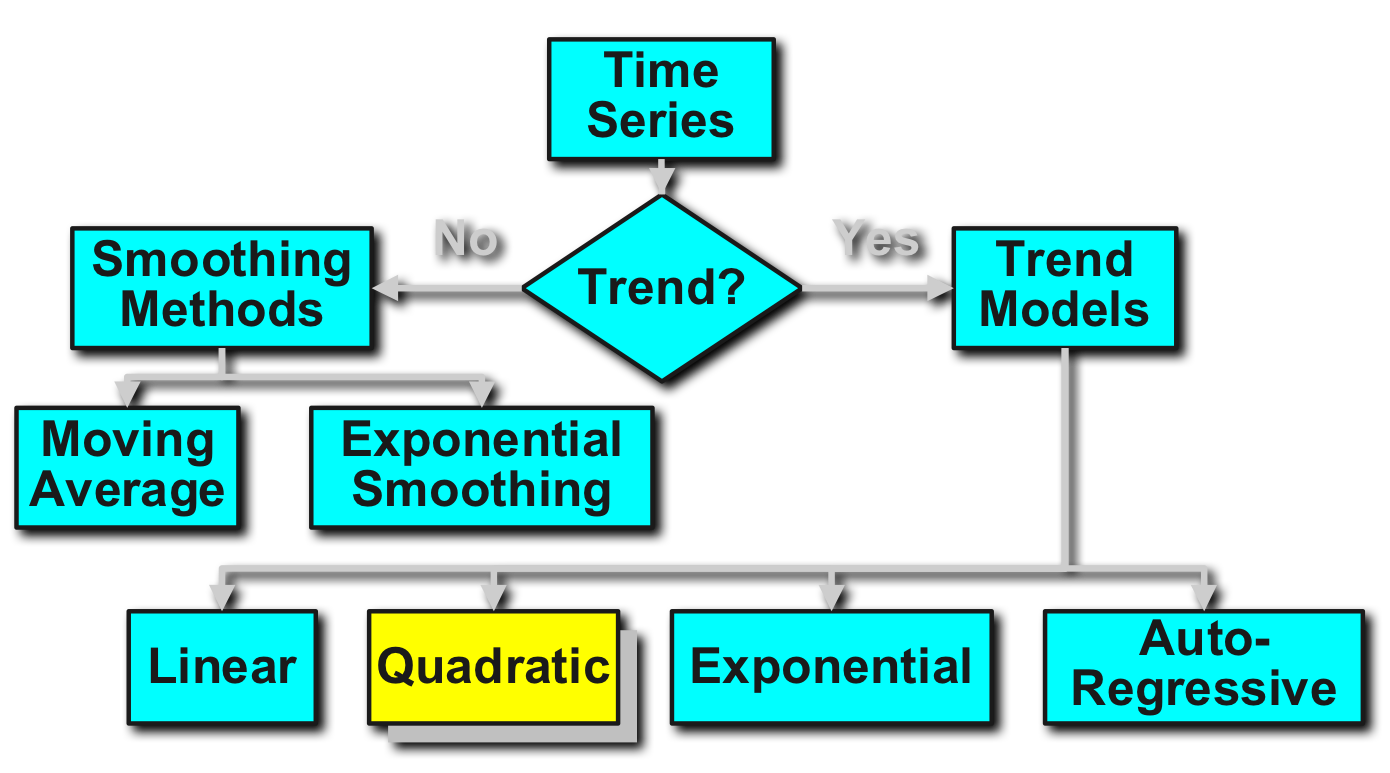 Time
Series
No
Yes
Smoothing
Methods
Trend?
Trend
Models
Moving
Average
Exponential
Smoothing
Linear
Quadratic
Exponential
Auto-
Regressive